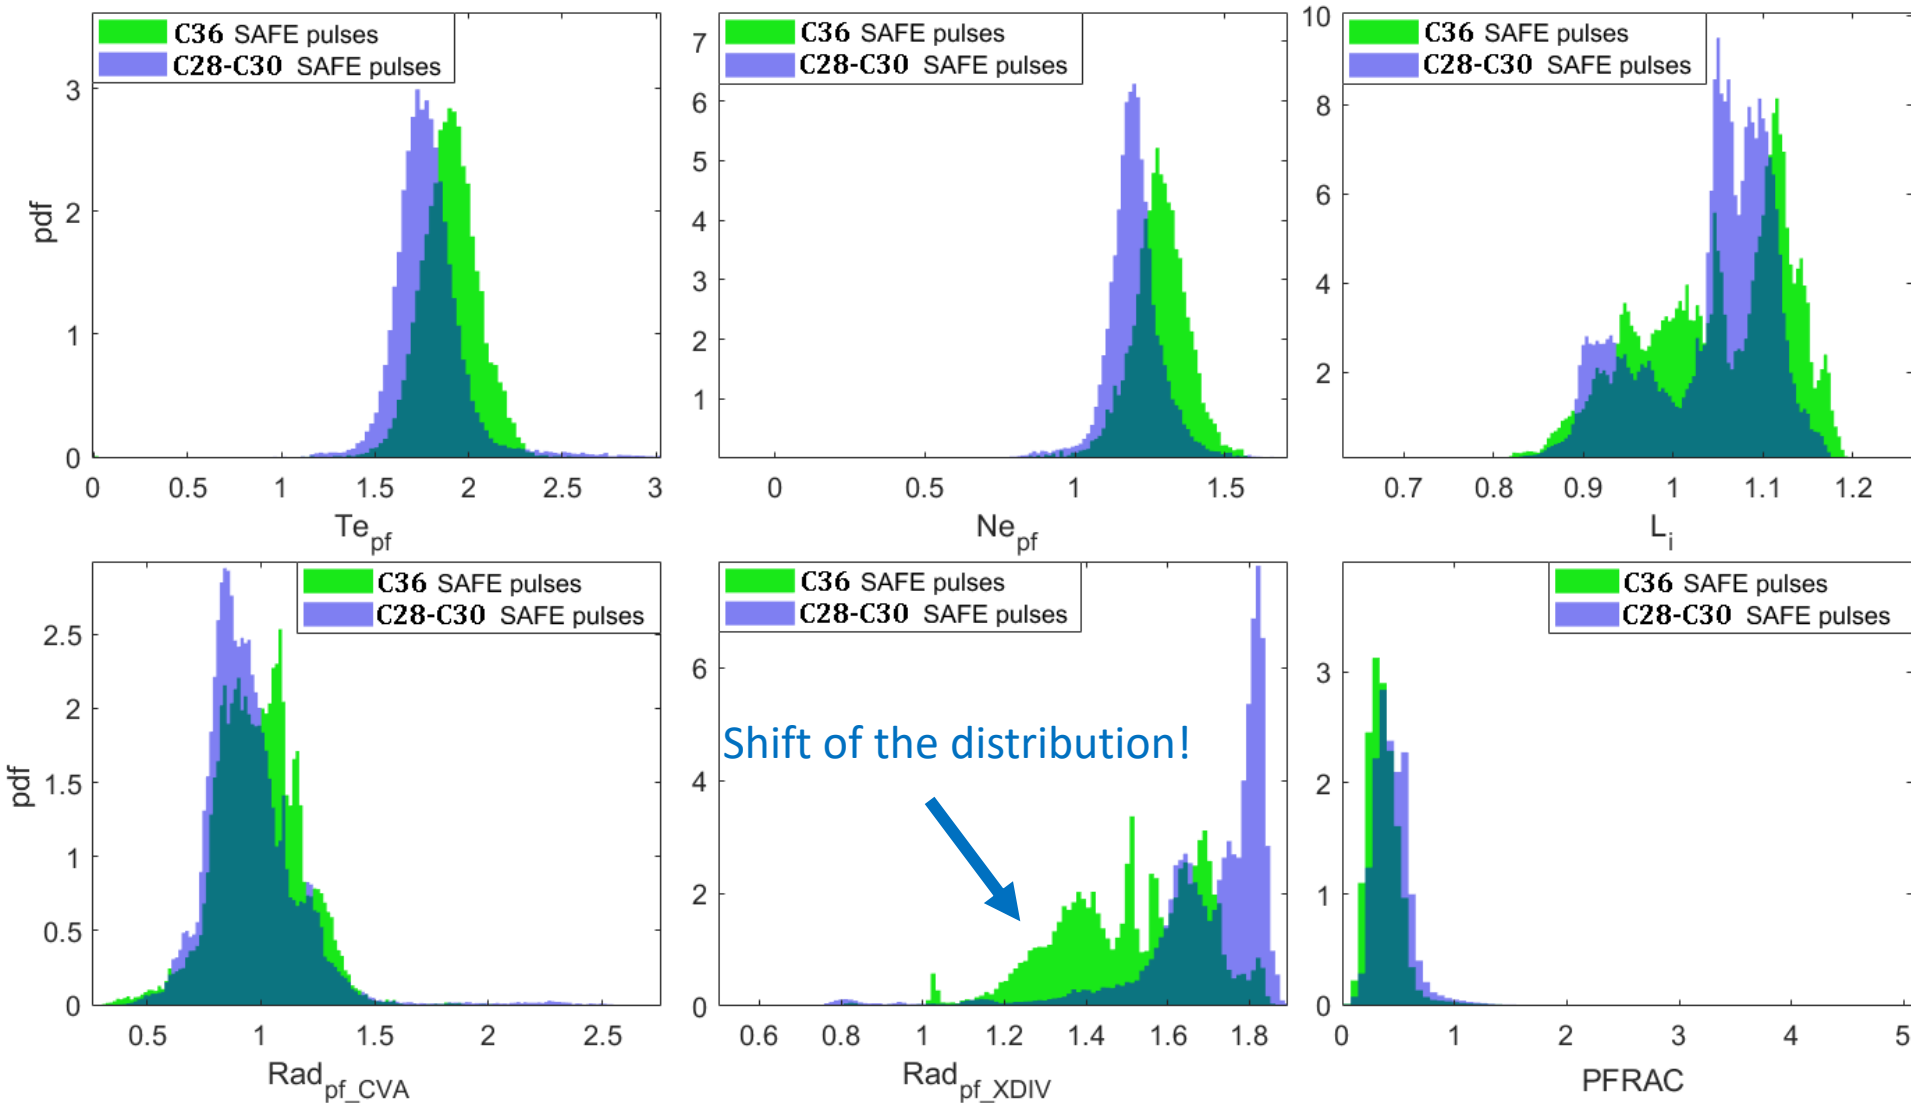 C36 SAFE pulses
C28-C30 SAFE pulses
pdf
3
2
1
0
0 0.5 1 1.5 2 2.5 3
Te_pf
C36 SAFE pulses
C28-C30 SAFE pulses
7
6
5
4
3
2
1
0 0.5 1 1.5
Ne_pf
C36 SAFE pulses
C28-C30 SAFE pulses
10
8
6
4
2
0.7 0.8 0.9 1 1.1 1.2
L_i
C36 SAFE pulses
C28-C30 SAFE pulses
pdf
2.5
2
1.5
1
0.5
0
0.5 1 1.5 2 2.5
Rad_pf_CVA
C36 SAFE pulses
C28-C30 SAFE pulses
6
Shift of the distribution!
4
2
0
0.6 0.8 1 1.2 1.4 1.6 1.8
Rad_pf_XDIV
C36 SAFE pulses
C28-C30 SAFE pulses
3
2
1
0
0 1 2 3 4 5
PFRAC